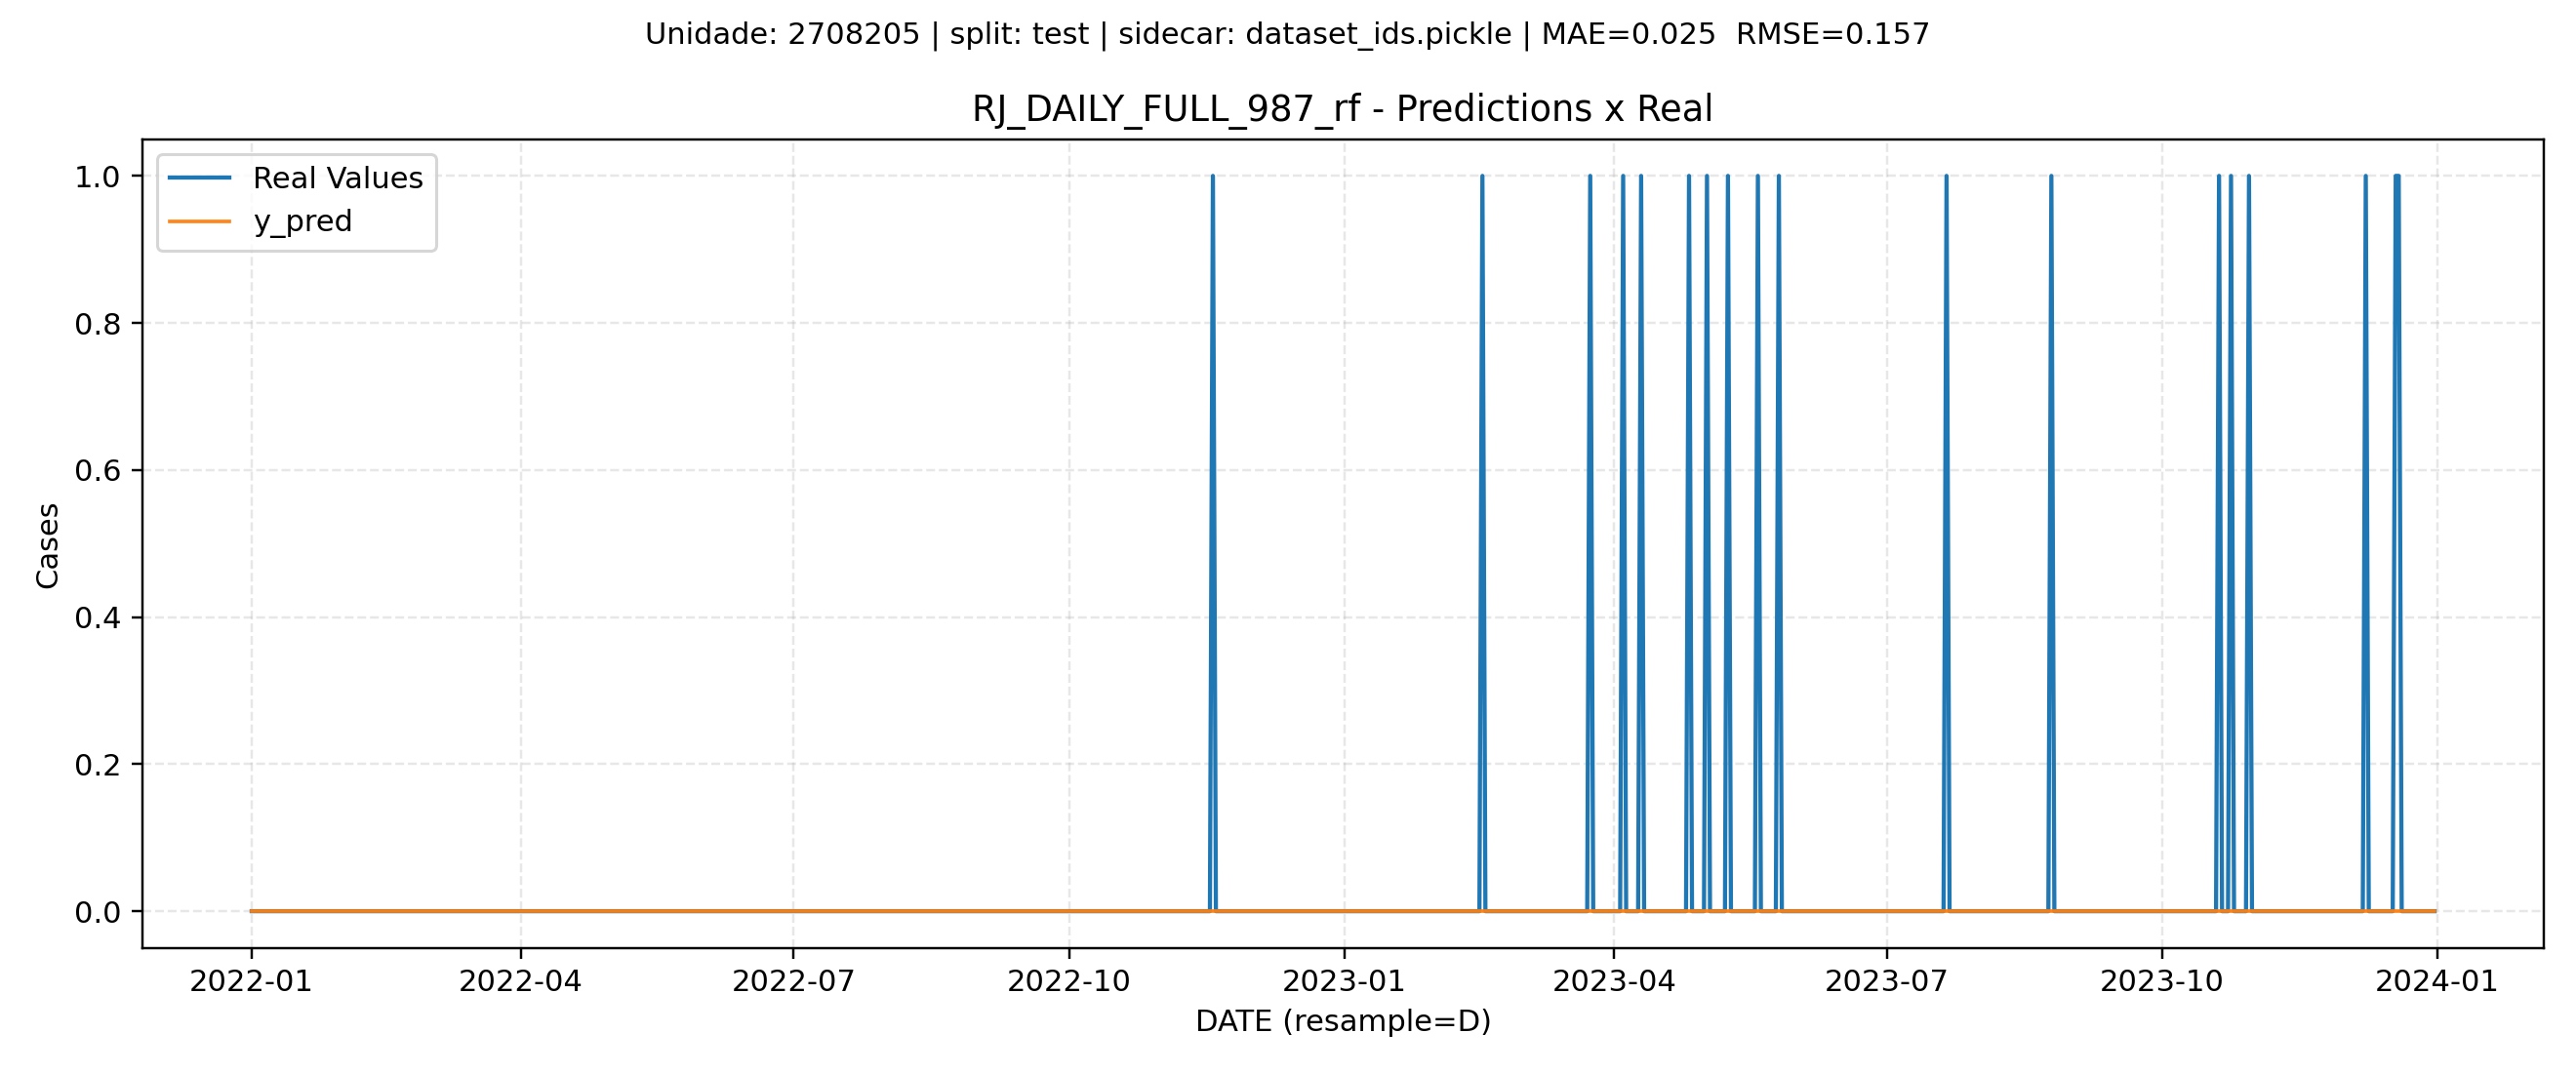 Unidade: 2708205 | split: test | sidecar: dataset_ids.pickle | MAE=0.025  RMSE=0.157
RJ_DAILY_FULL_987_rf - Predictions x Real
Real Values
y_pred
1.0
0.8
0.6
0.4
0.2
0.0
Cases
2022-01 2022-04 2022-07 2022-10 2023-01 2023-04 2023-07 2023-10 2024-01
DATE (resample=D)